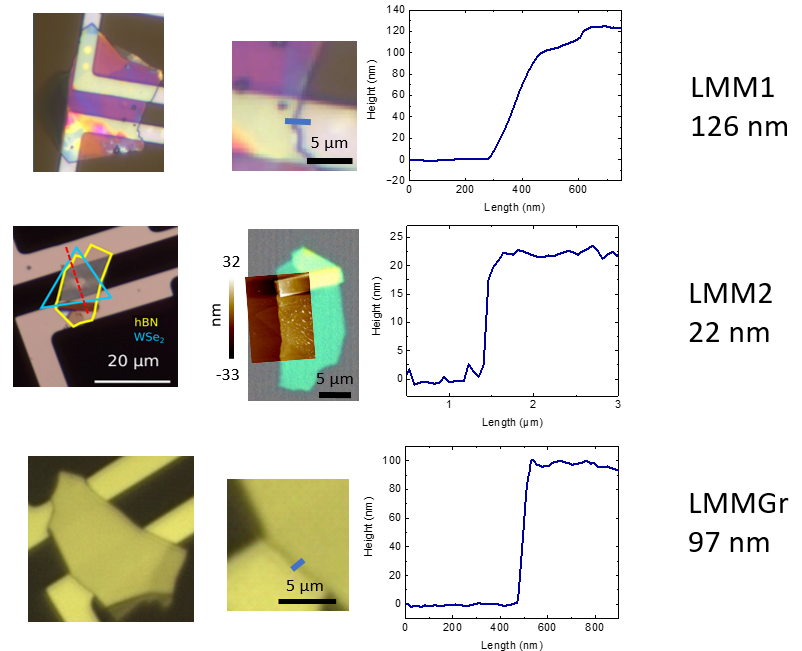 5 µm
Height (nm)
140
120
100
80
60
40
20
0
−20
0
200
400
600
Length (nm)
LMM1
126 nm
hBN
WSe₂
20 µm
32
nm
-33
5 µm
Height (nm)
25
20
15
10
5
0
1
2
3
Length (µm)
LMM2
22 nm
5 µm
Height (nm)
100
80
60
40
20
0
0
200
400
600
800
Length (nm)
LMMGr
97 nm